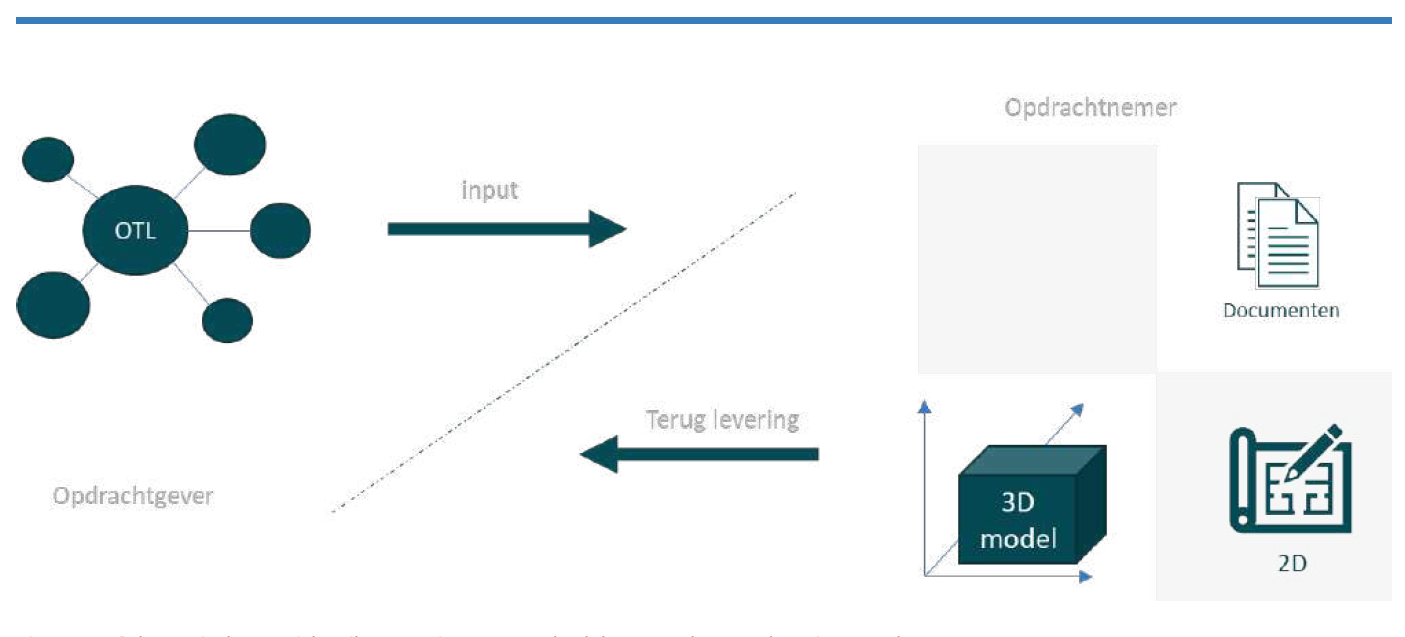 Opdrachtnemer
input
OTL
Documenten
Terug levering
Opdrachtgever
3D
model
2D